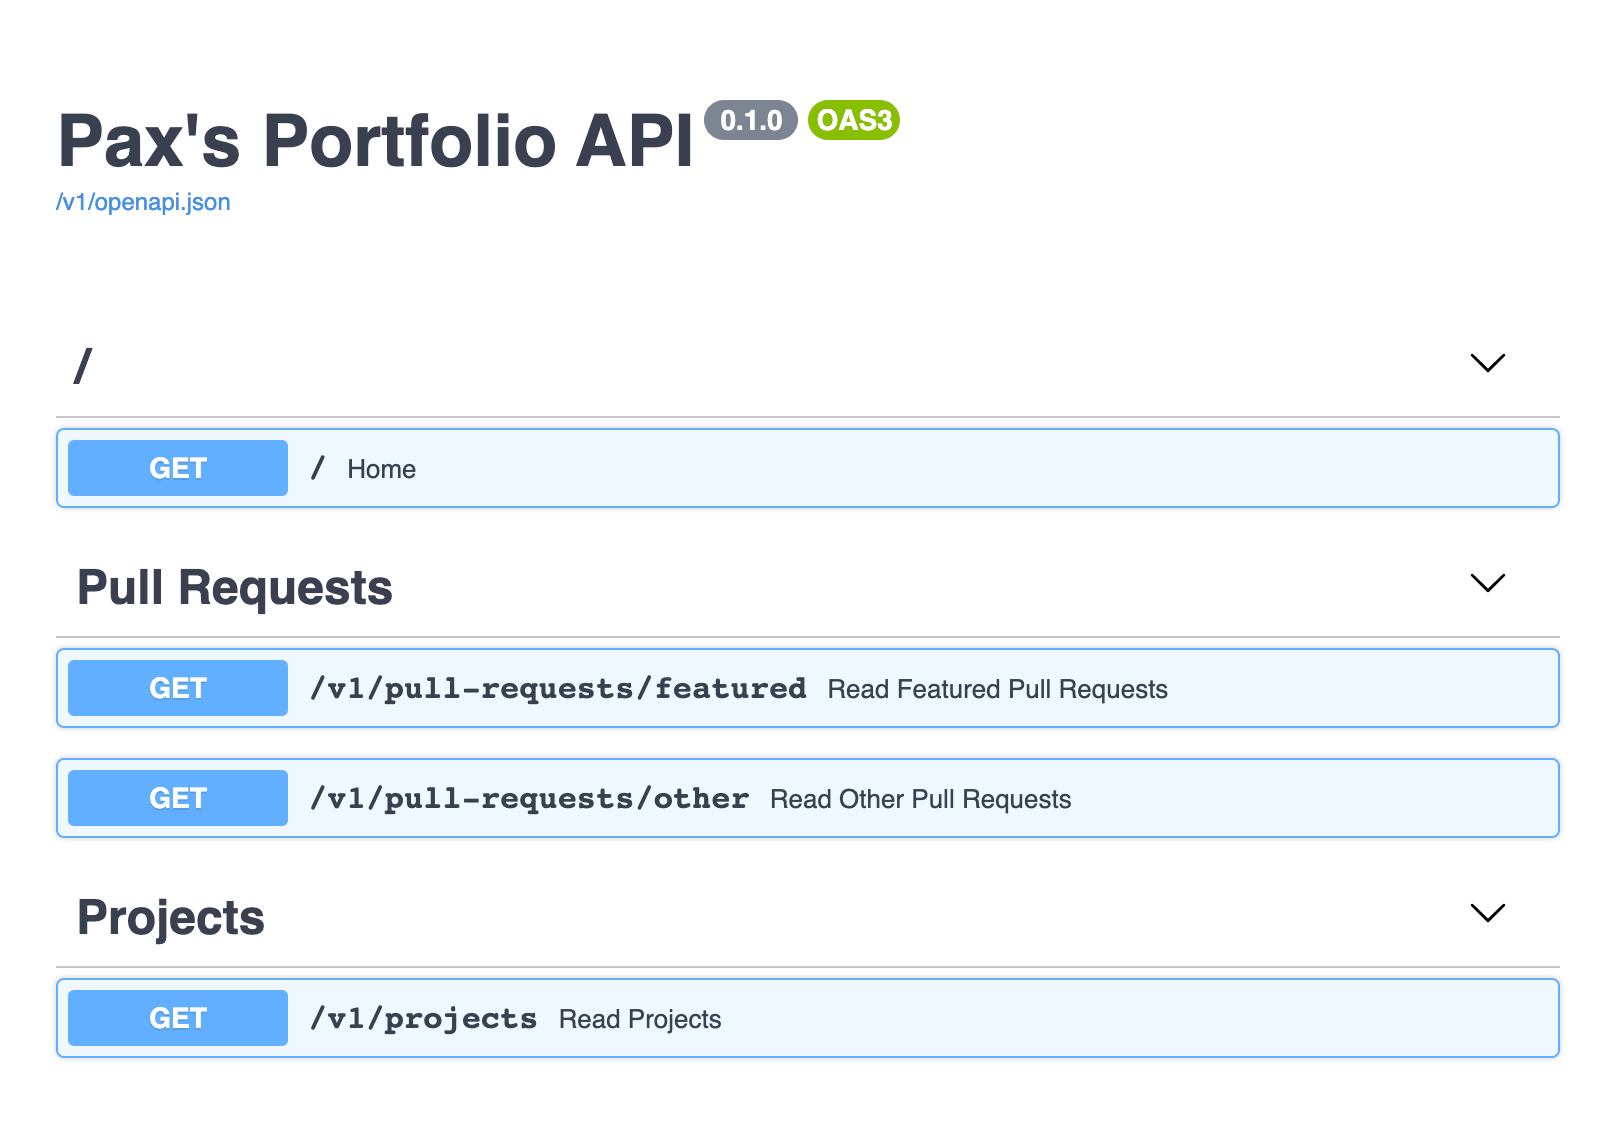 Pax's Portfolio API 0.1.0 OAS3
/v1/openapi.json
/
GET / Home
Pull Requests
GET /v1/pull-requests/featured Read Featured Pull Requests
GET /v1/pull-requests/other Read Other Pull Requests
Projects
GET /v1/projects Read Projects